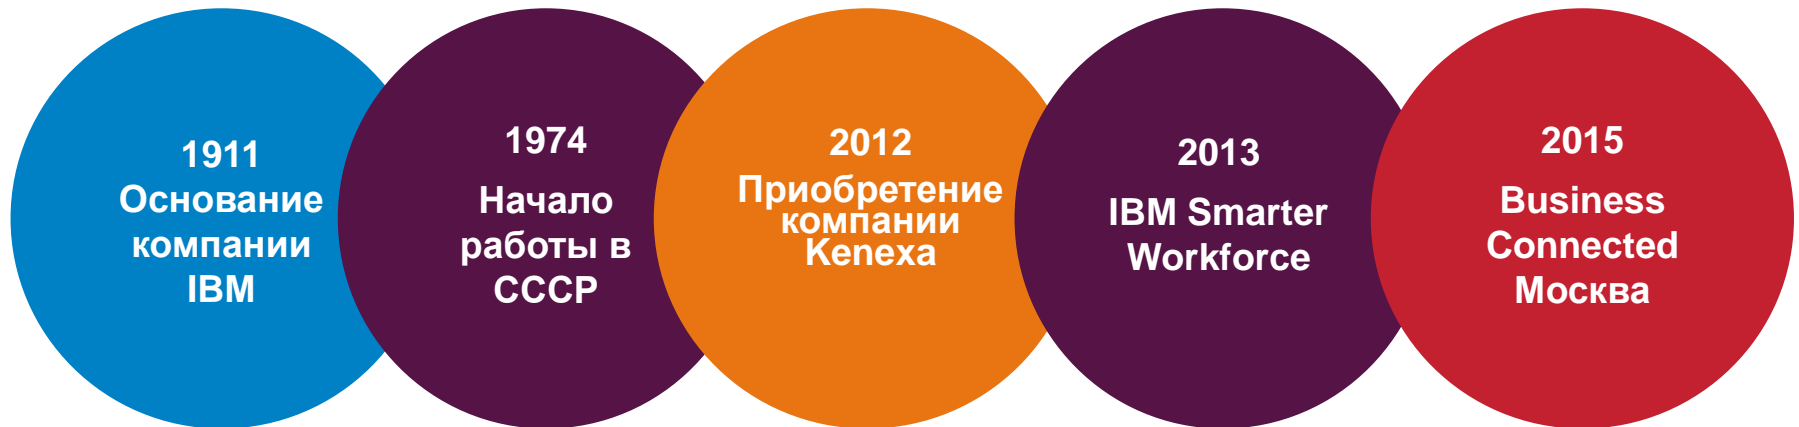 1911
Основание
компании
IBM
1974
Начало
работы в
СССР
2012
Приобретение
компании
Kenexa
2013
IBM Smarter
Workforce
2015
Business
Connected
Москва